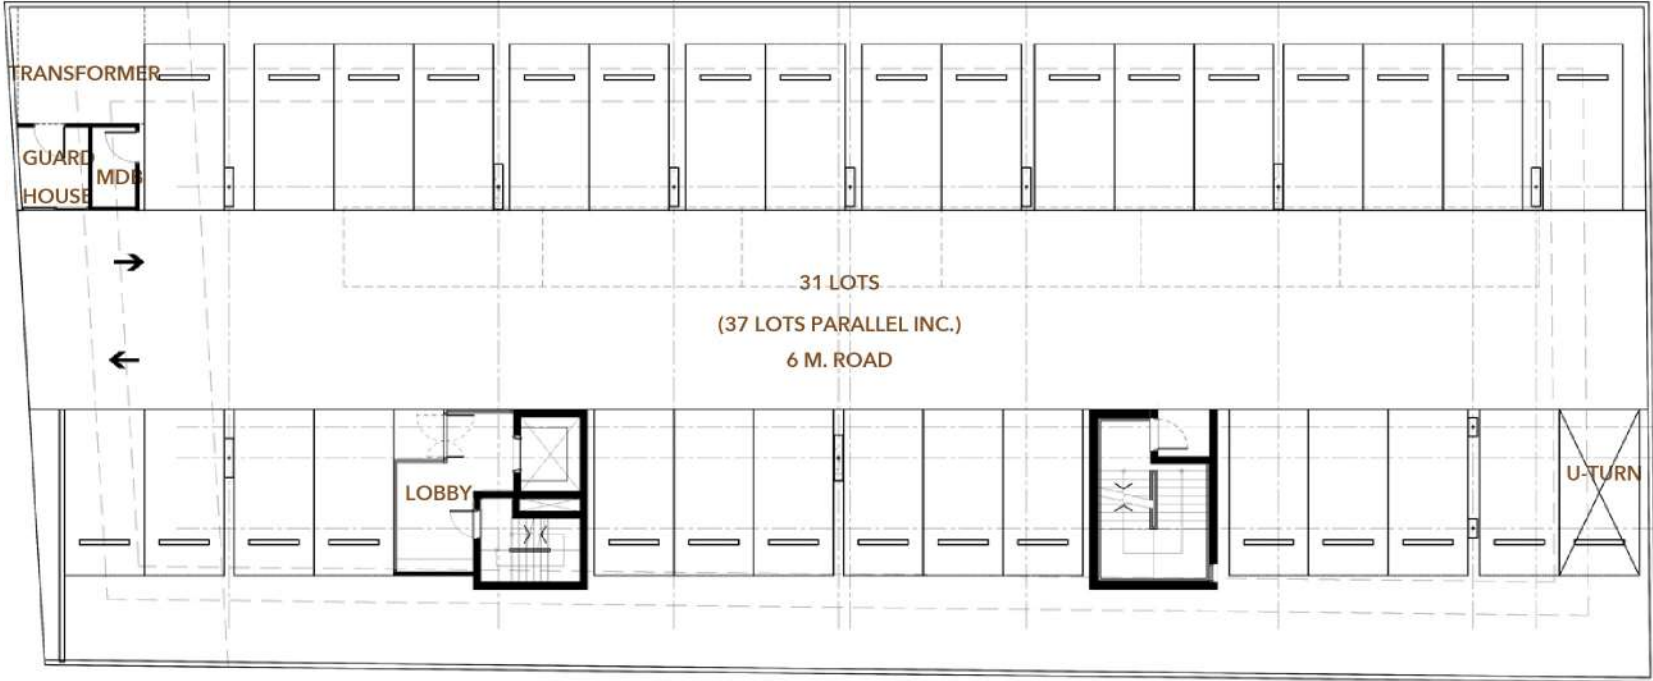 TRANSFORMER
GUARD
HOUSE
MDB
31 LOTS
(37 LOTS PARALLEL INC.)
6 M. ROAD
LOBBY
U-TURN